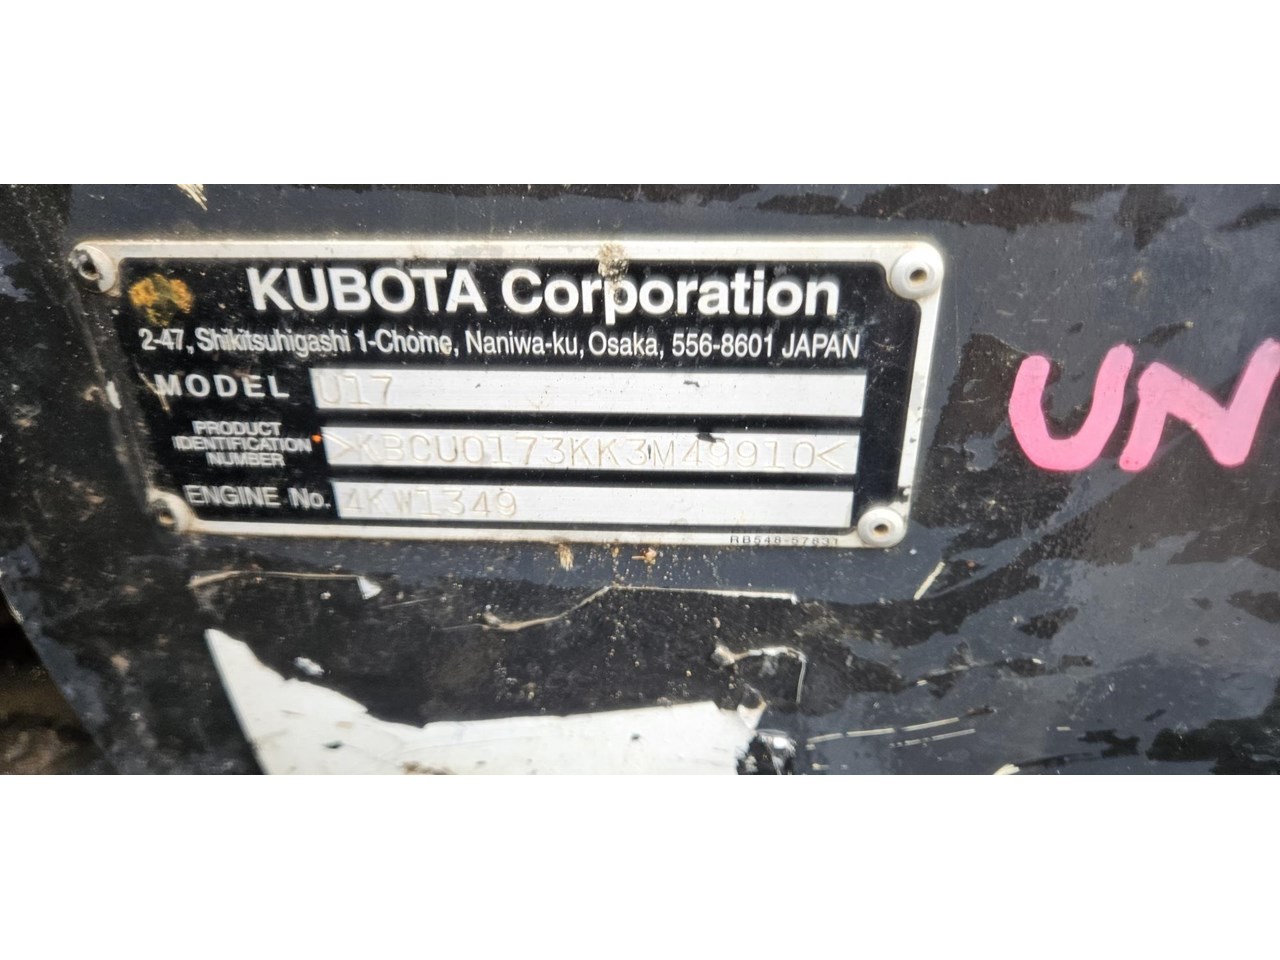 KUBOTA Corporation
2-47, Shikitsuhigashi 1-Chome, Naniwa-ku, Osaka, 556-8601 JAPAN
MODEL U17
PRODUCT
IDENTIFICATION
NUMBER
>KBCU0173KK3M49910<
ENGINE No. 4KW1349
RB548-57831
UN